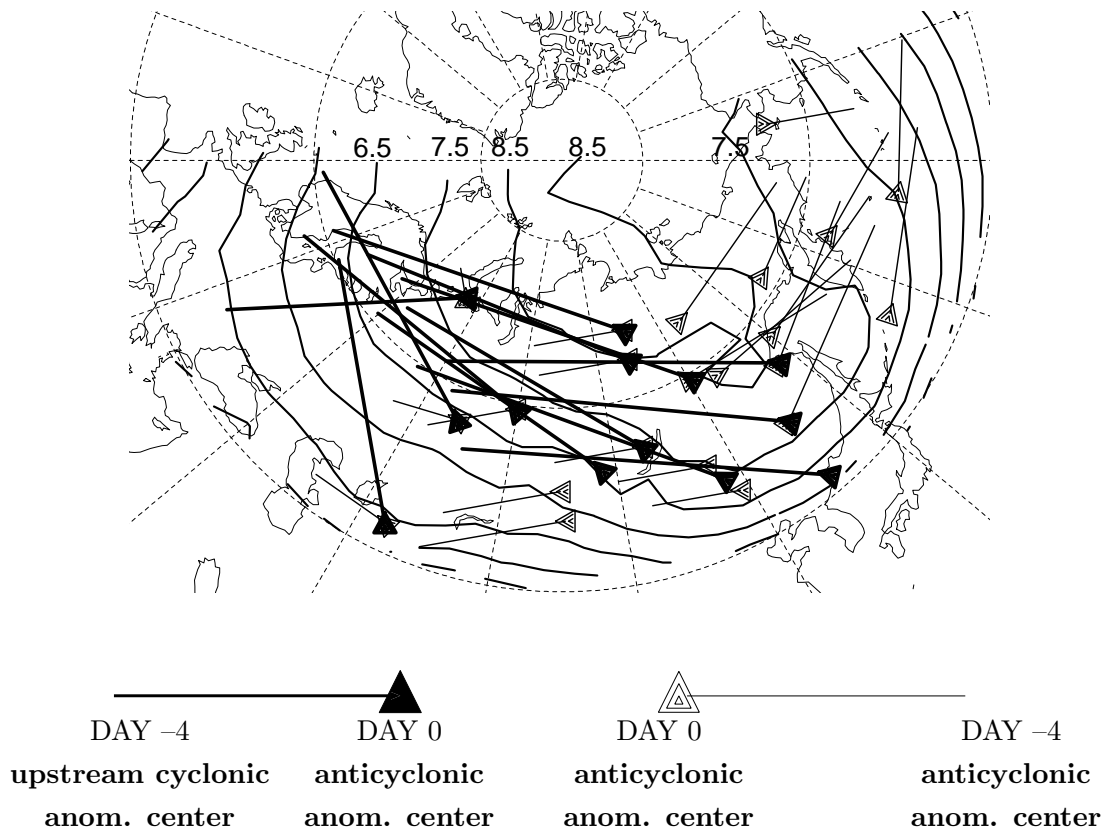 6.5 7.5 8.5 8.5 7.5
DAY –4 DAY 0 DAY 0 DAY –4
upstream cyclonic anticyclonic anticyclonic anticyclonic
anom. center anom. center anom. center anom. center